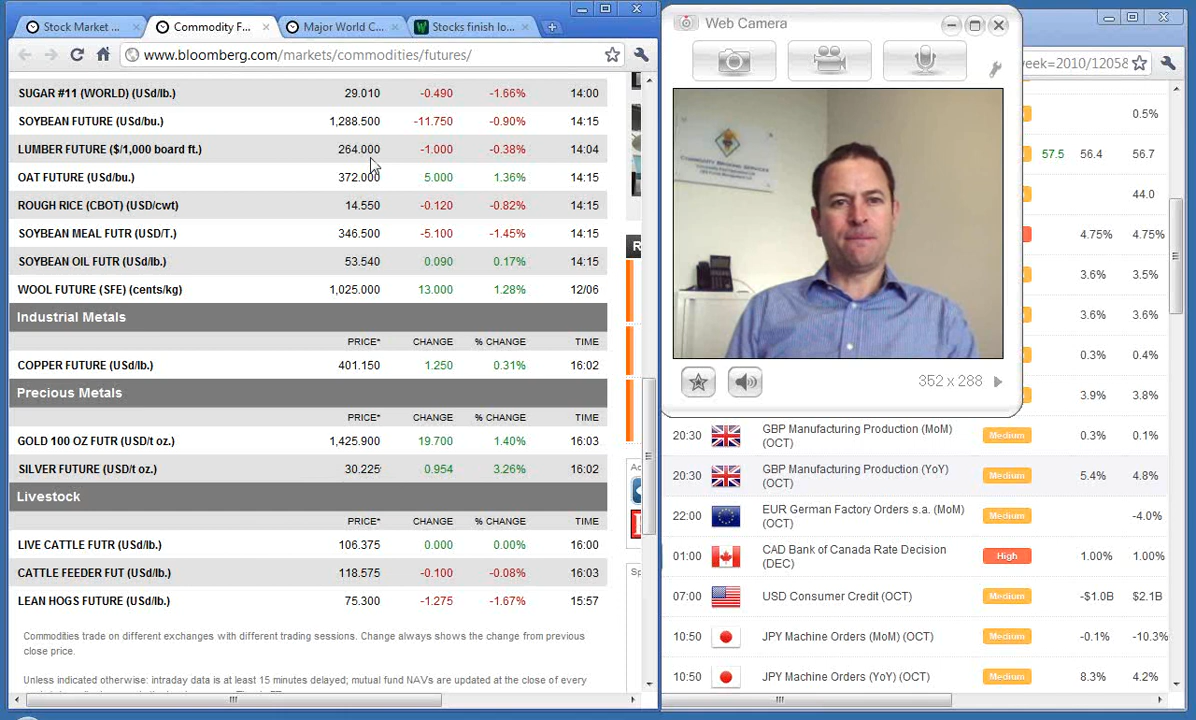 Stock Market ...
Commodity F...
Major World C...
Stocks finish lo...
www.bloomberg.com/markets/commodities/futures/
SUGAR #11 (WORLD) (USd/lb.) 29.010 -0.490 -1.66% 14:00
SOYBEAN FUTURE (USd/bu.) 1,288.500 -11.750 -0.90% 14:15
LUMBER FUTURE ($/1,000 board ft.) 264.000 -1.000 -0.38% 14:04
OAT FUTURE (USd/bu.) 372.000 5.000 1.36% 14:15
ROUGH RICE (CBOT) (USD/cwt) 14.550 -0.120 -0.82% 14:15
SOYBEAN MEAL FUTR (USD/T.) 346.500 -5.100 -1.45% 14:15
SOYBEAN OIL FUTR (USd/lb.) 53.540 0.090 0.17% 14:15
WOOL FUTURE (SFE) (cents/kg) 1,025.000 13.000 1.28% 12/06
Industrial Metals
PRICE* CHANGE % CHANGE TIME
COPPER FUTURE (USd/lb.) 401.150 1.250 0.31% 16:02
Precious Metals
PRICE* CHANGE % CHANGE TIME
GOLD 100 OZ FUTR (USD/t oz.) 1,425.900 19.700 1.40% 16:03
SILVER FUTURE (USD/t oz.) 30.225 0.954 3.26% 16:02
Livestock
PRICE* CHANGE % CHANGE TIME
LIVE CATTLE FUTR (USd/lb.) 106.375 0.000 0.00% 16:00
CATTLE FEEDER FUT (USd/lb.) 118.575 -0.100 -0.08% 16:03
LEAN HOGS FUTURE (USd/lb.) 75.300 -1.275 -1.67% 15:57
Commodities trade on different exchanges with different trading sessions. Change always shows the change from previous
close price.
Unless indicated otherwise: intraday data is at least 15 minutes delayed; mutual fund NAVs are updated at the close of every
Web Camera
352 x 288
week=2010/12058
0.5%
57.5 56.4 56.7
44.0
4.75% 4.75%
3.6% 3.5%
3.6% 3.6%
0.3% 0.4%
3.9% 3.8%
20:30 GBP Manufacturing Production (MoM) (OCT) Medium 0.3% 0.1%
20:30 GBP Manufacturing Production (YoY) (OCT) Medium 5.4% 4.8%
22:00 EUR German Factory Orders s.a. (MoM) (OCT) Medium -4.0%
01:00 CAD Bank of Canada Rate Decision (DEC) High 1.00% 1.00%
07:00 USD Consumer Credit (OCT) Medium -$1.0B $2.1B
10:50 JPY Machine Orders (MoM) (OCT) Medium -0.1% -10.3%
10:50 JPY Machine Orders (YoY) (OCT) Medium 8.3% 4.2%